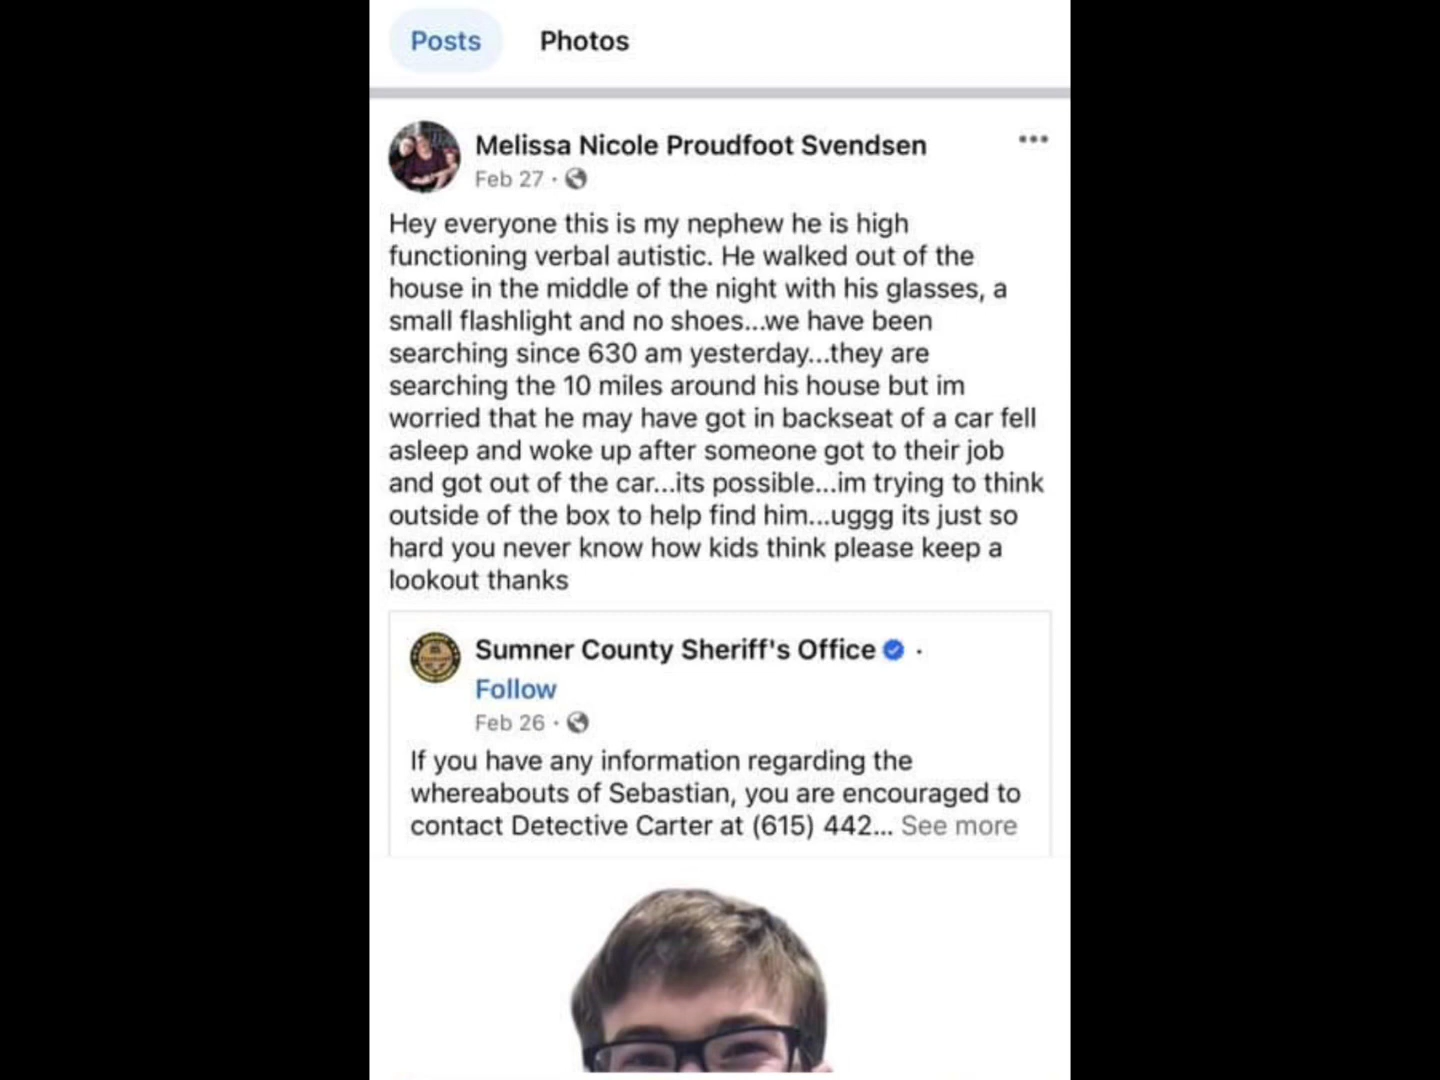 Posts Photos
Melissa Nicole Proudfoot Svendsen
Feb 27 ·
Hey everyone this is my nephew he is high
functioning verbal autistic. He walked out of the
house in the middle of the night with his glasses, a
small flashlight and no shoes...we have been
searching since 630 am yesterday...they are
searching the 10 miles around his house but im
worried that he may have got in backseat of a car fell
asleep and woke up after someone got to their job
and got out of the car...its possible...im trying to think
outside of the box to help find him...uggg its just so
hard you never know how kids think please keep a
lookout thanks
Sumner County Sheriff's Office ·
Follow
Feb 26 ·
If you have any information regarding the
whereabouts of Sebastian, you are encouraged to
contact Detective Carter at (615) 442... See more